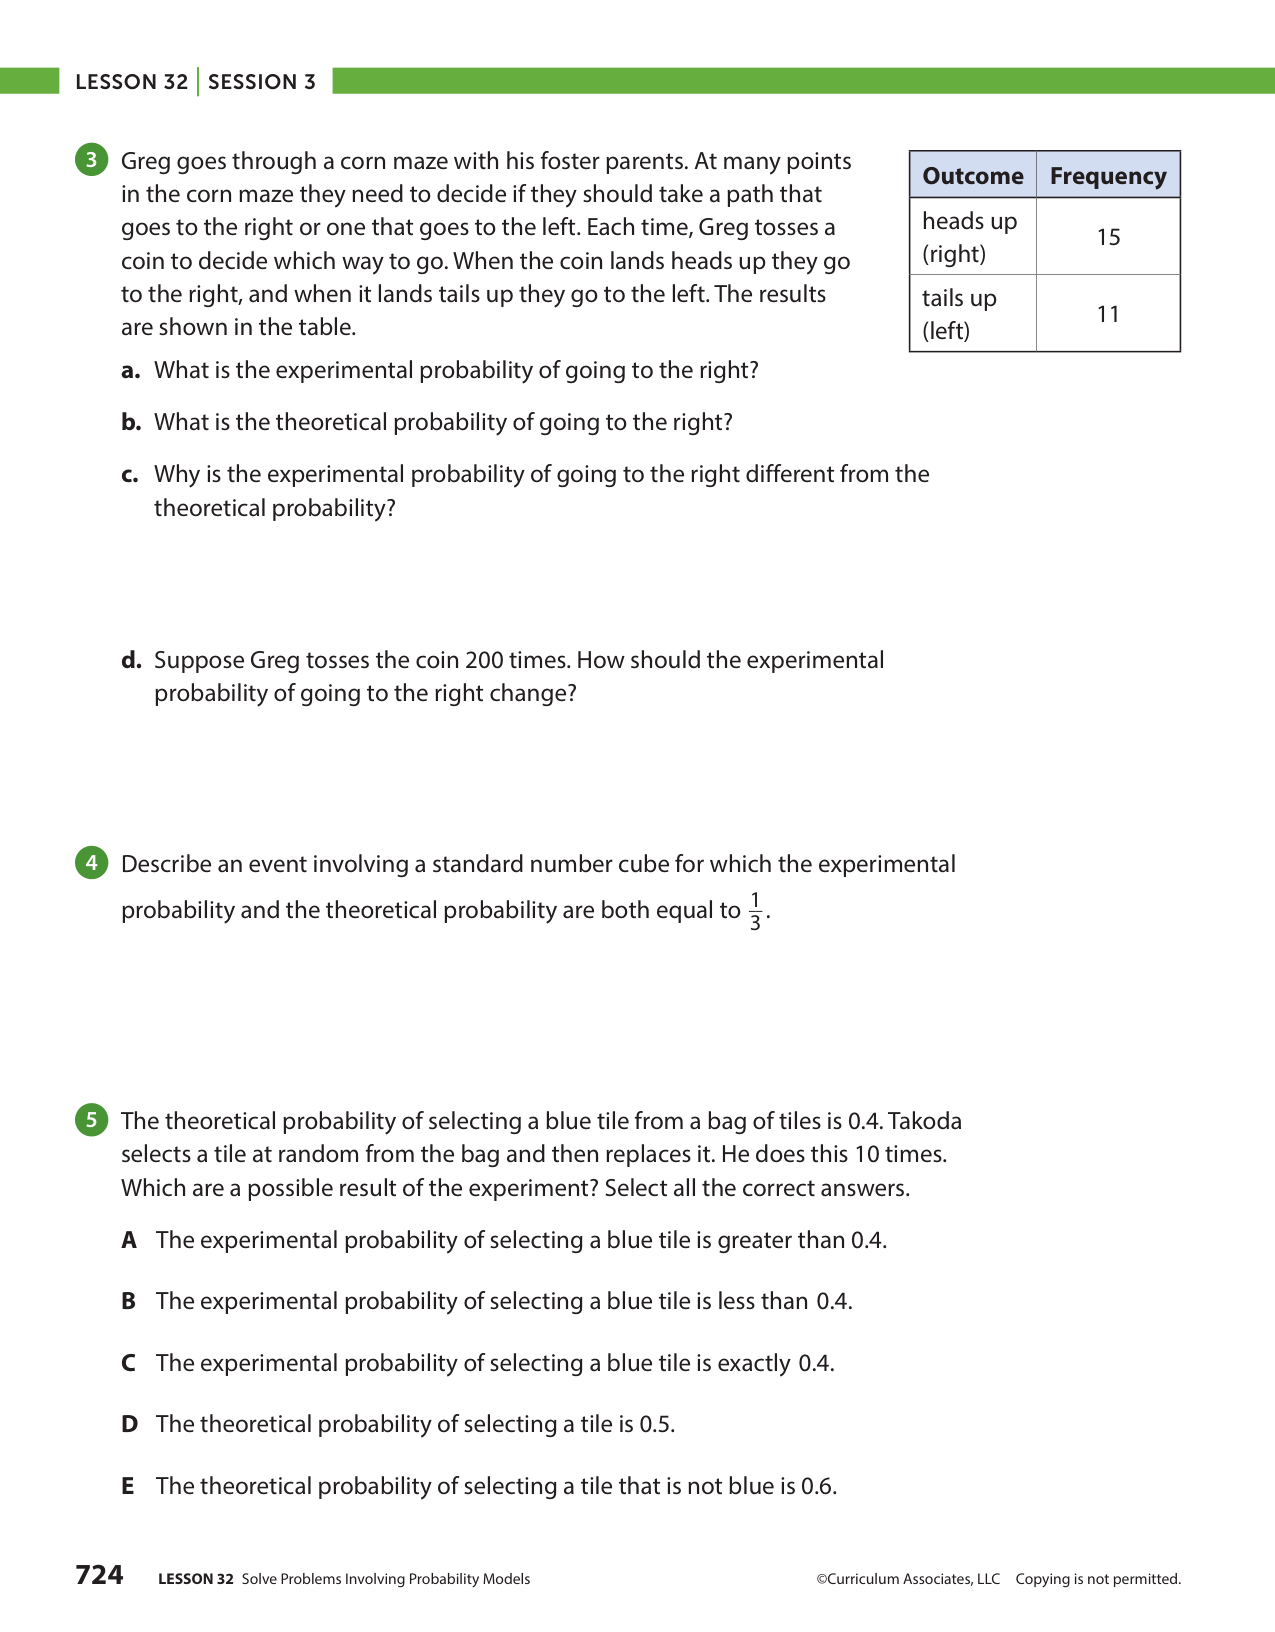 LESSON 32 | SESSION 3
3 Greg goes through a corn maze with his foster parents. At many points
in the corn maze they need to decide if they should take a path that
goes to the right or one that goes to the left. Each time, Greg tosses a
coin to decide which way to go. When the coin lands heads up they go
to the right, and when it lands tails up they go to the left. The results
are shown in the table.
Outcome Frequency
heads up
(right) 15
tails up
(left) 11
a. What is the experimental probability of going to the right?
b. What is the theoretical probability of going to the right?
c. Why is the experimental probability of going to the right different from the
theoretical probability?
d. Suppose Greg tosses the coin 200 times. How should the experimental
probability of going to the right change?
4 Describe an event involving a standard number cube for which the experimental
probability and the theoretical probability are both equal to 1/3.
5 The theoretical probability of selecting a blue tile from a bag of tiles is 0.4. Takoda
selects a tile at random from the bag and then replaces it. He does this 10 times.
Which are a possible result of the experiment? Select all the correct answers.
A The experimental probability of selecting a blue tile is greater than 0.4.
B The experimental probability of selecting a blue tile is less than 0.4.
C The experimental probability of selecting a blue tile is exactly 0.4.
D The theoretical probability of selecting a tile is 0.5.
E The theoretical probability of selecting a tile that is not blue is 0.6.
724 LESSON 32 Solve Problems Involving Probability Models ©Curriculum Associates, LLC Copying is not permitted.